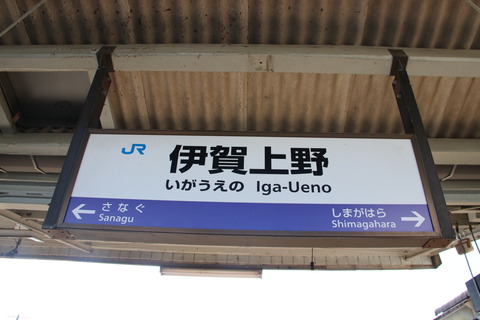 JR 伊賀上野
いがうえの Iga-Ueno
← さなぐ しまがはら →
Sanagu Shimagahara